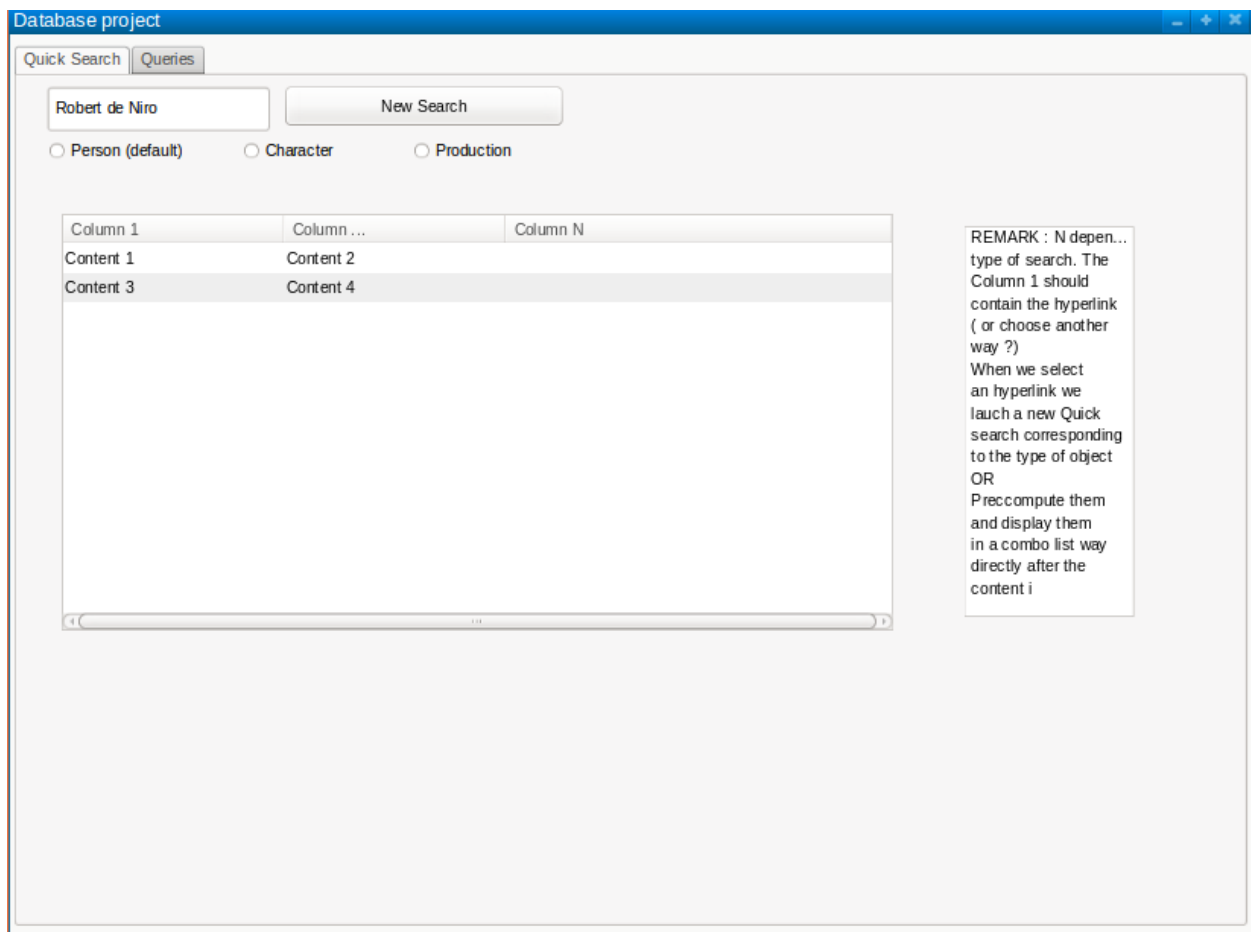 Database project
Quick Search Queries
Robert de Niro New Search
Person (default) Character Production
Column 1 Column ... Column N
Content 1 Content 2
Content 3 Content 4
REMARK : N depen...
type of search. The
Column 1 should
contain the hyperlink
( or choose another
way ?)
When we select
an hyperlink we
lauch a new Quick
search corresponding
to the type of object
OR
Preccompute them
and display them
in a combo list way
directly after the
content i